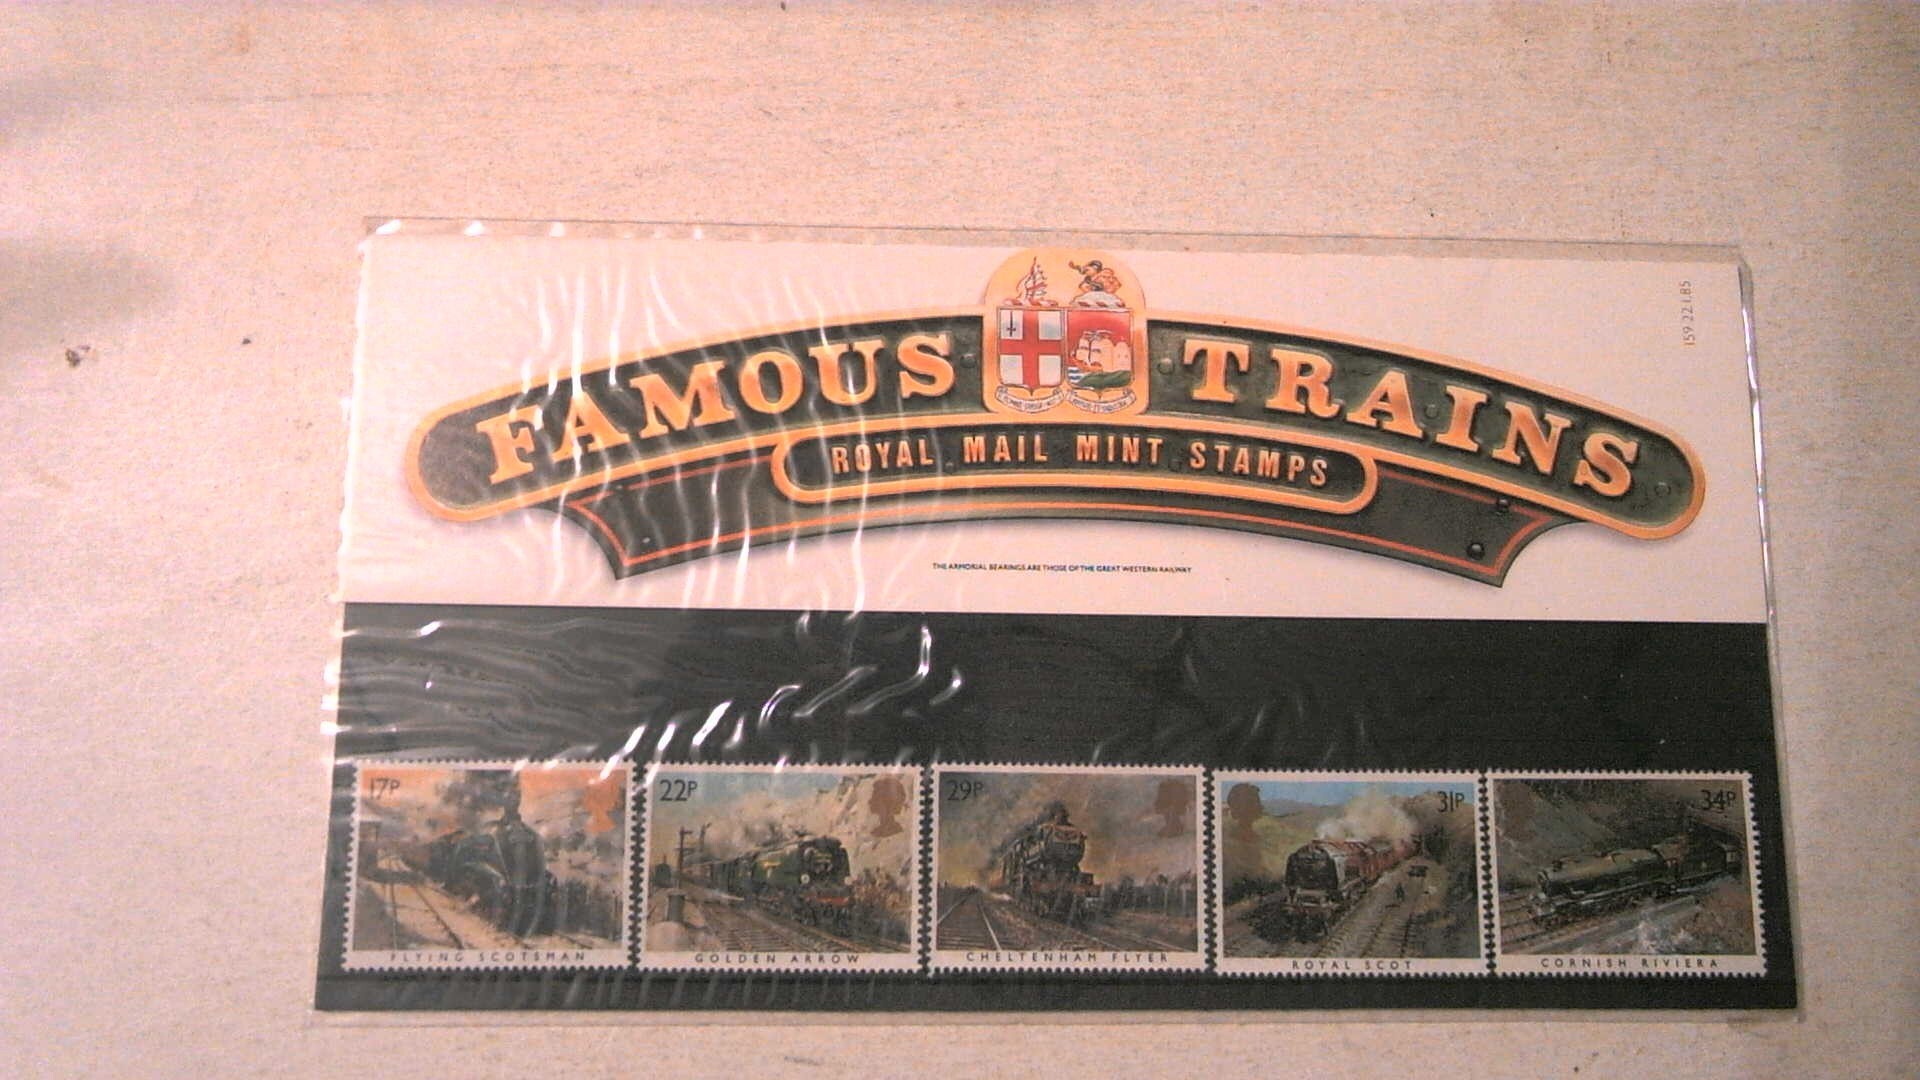 159 22.1.85
FAMOUS TRAINS
ROYAL MAIL MINT STAMPS
THE ARMORIAL BEARINGS ARE THOSE OF THE GREAT WESTERN RAILWAY
17P
22P
29P
31P
34P
FLYING SCOTSMAN
GOLDEN ARROW
CHELTENHAM FLYER
ROYAL SCOT
CORNISH RIVIERA